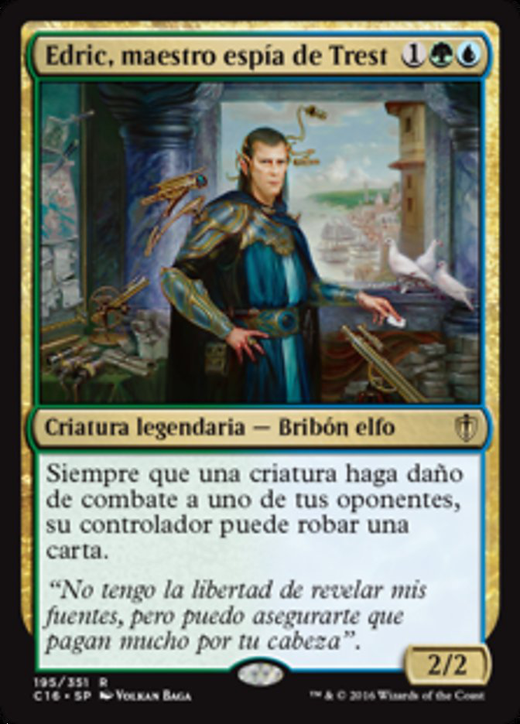 Edric, maestro espía de Trest 1
Criatura legendaria — Bribón elfo
Siempre que una criatura haga daño
de combate a uno de tus oponentes,
su controlador puede robar una
carta.
“No tengo la libertad de revelar mis
fuentes, pero puedo asegurarte que
pagan mucho por tu cabeza”.
2/2
195/351 R
C16 • SP Volkan Baga
™ & © 2016 Wizards of the Coast